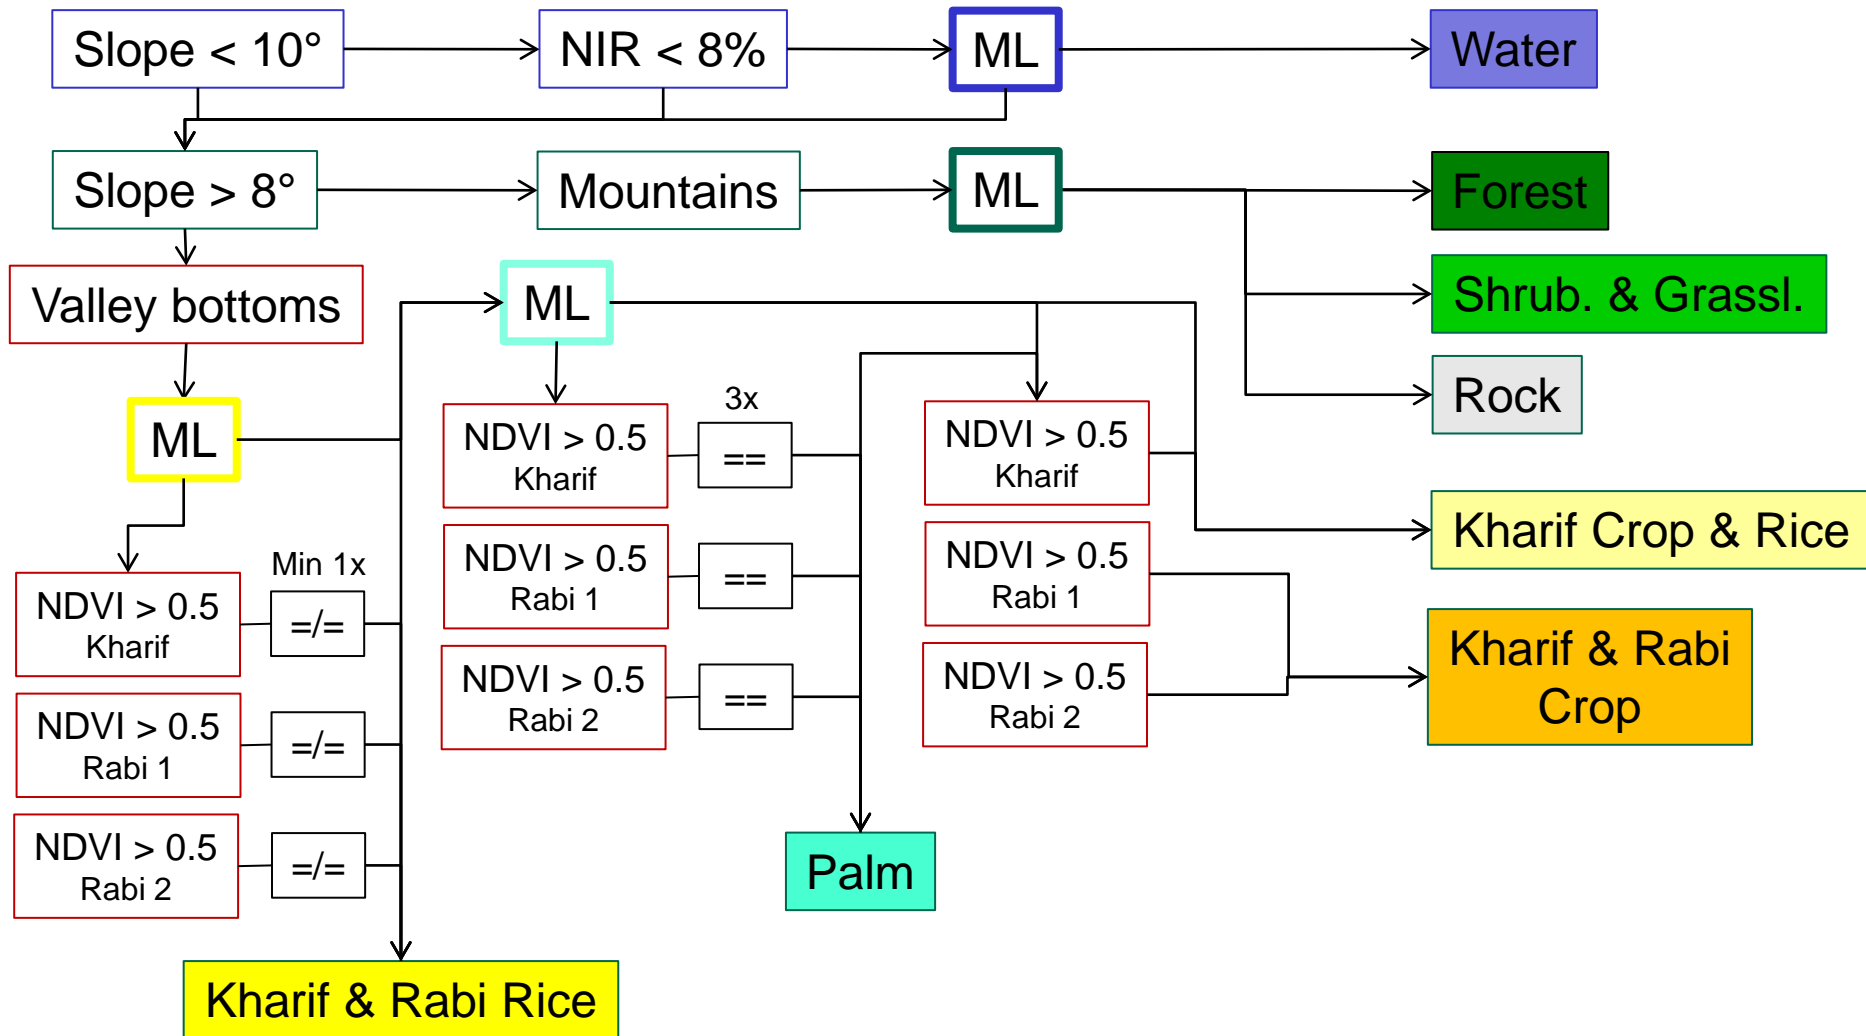 Slope < 10°
NIR < 8%
ML
Water
Slope > 8°
Mountains
ML
Forest
Valley bottoms
ML
Shrub. & Grassl.
Rock
ML
3x
NDVI > 0.5
Kharif
==
NDVI > 0.5
Kharif
Kharif Crop & Rice
Min 1x
NDVI > 0.5
Kharif
=/=
NDVI > 0.5
Rabi 1
==
NDVI > 0.5
Rabi 1
Kharif & Rabi
Crop
NDVI > 0.5
Rabi 1
=/=
NDVI > 0.5
Rabi 2
==
NDVI > 0.5
Rabi 2
NDVI > 0.5
Rabi 2
=/=
Palm
Kharif & Rabi Rice